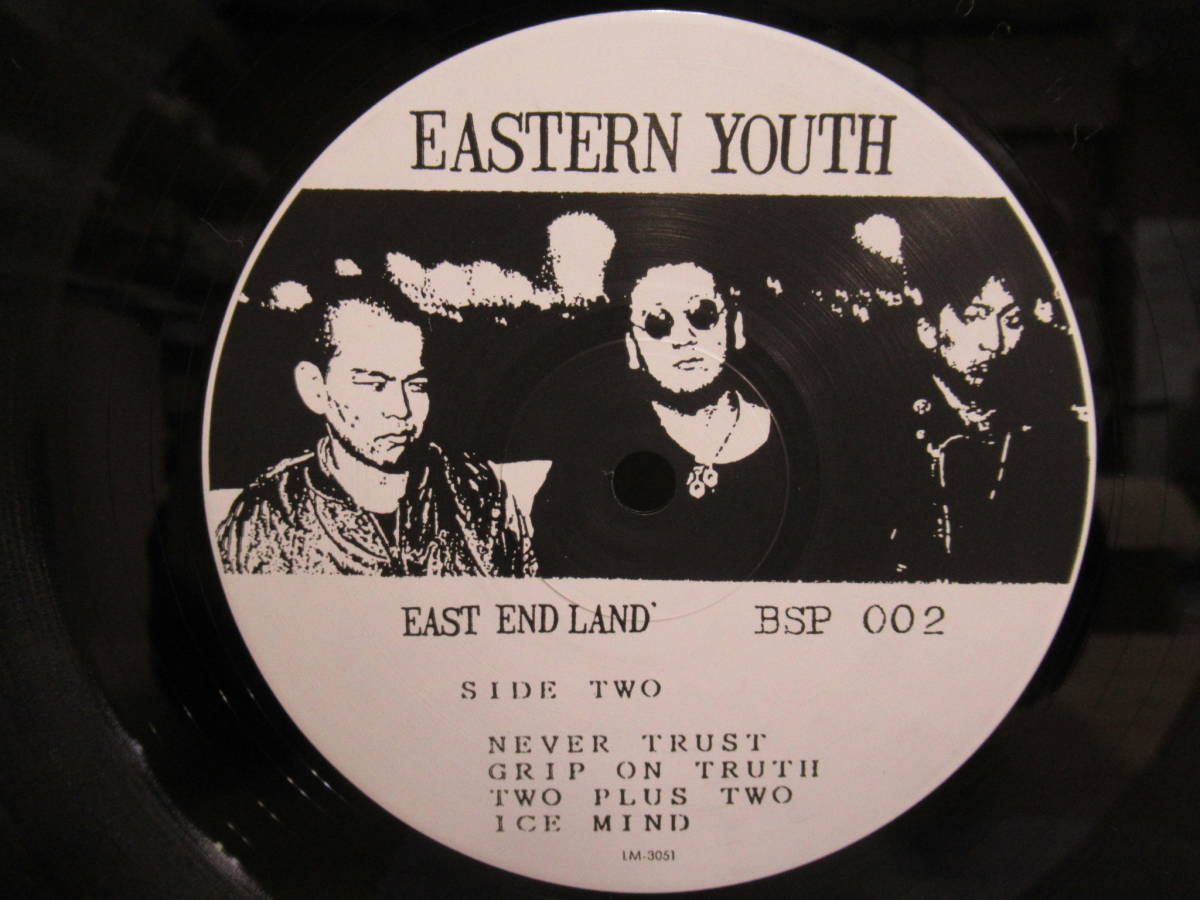 EASTERN YOUTH
EAST END LAND' BSP 002
SIDE TWO
NEVER TRUST
GRIP ON TRUTH
TWO PLUS TWO
ICE MIND
LM-3051